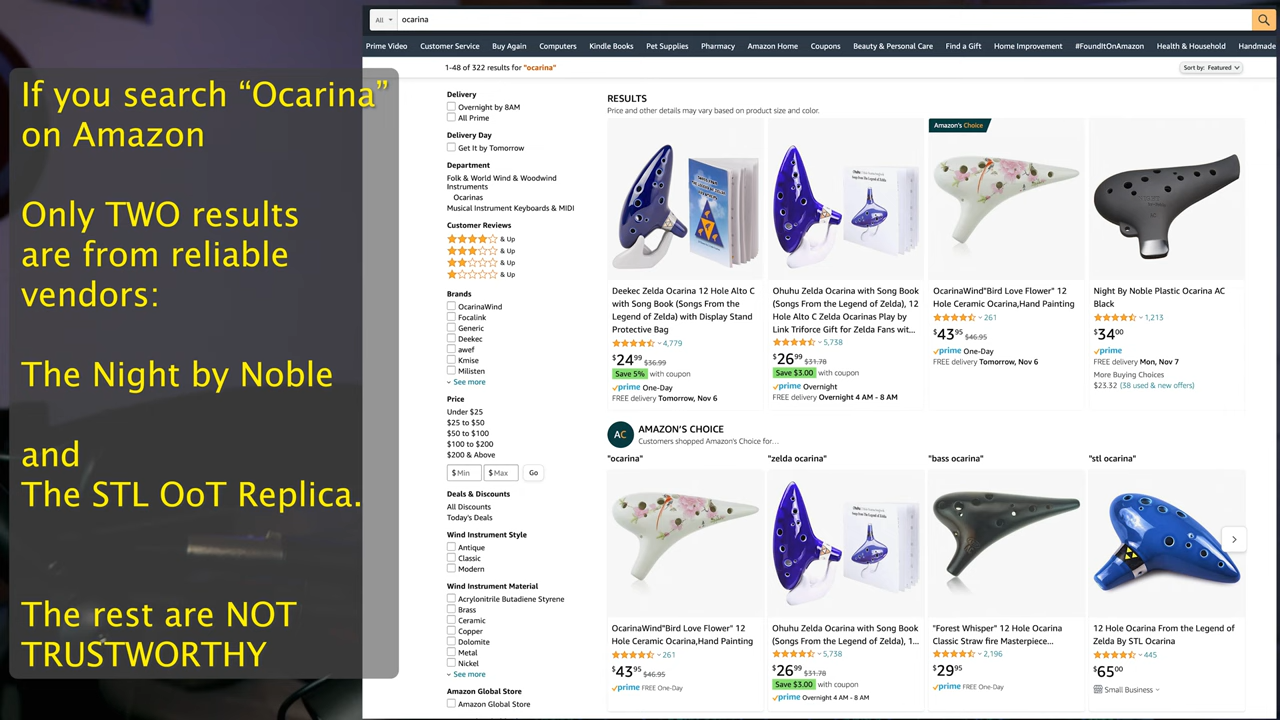 If you search “Ocarina”
on Amazon
Only TWO results
are from reliable
vendors:
The Night by Noble
and
The STL OoT Replica.
The rest are NOT
TRUSTWORTHY
All
ocarina
Prime Video Customer Service Buy Again Computers Kindle Books Pet Supplies Pharmacy Amazon Home Coupons Beauty & Personal Care Find a Gift Home Improvement #FoundItOnAmazon Health & Household Handmade
1-48 of 322 results for "ocarina"
Sort by: Featured
Delivery
Overnight by 8AM
All Prime
Delivery Day
Get It by Tomorrow
Department
Folk & World Wind & Woodwind
Instruments
Ocarinas
Musical Instrument Keyboards & MIDI
Customer Reviews
& Up
& Up
& Up
& Up
Brands
OcarinaWind
Focalink
Generic
Deekec
awef
Kmise
Milisten
See more
Price
Under $25
$25 to $50
$50 to $100
$100 to $200
$200 & Above
$ Min $ Max Go
Deals & Discounts
All Discounts
Today's Deals
Wind Instrument Style
Antique
Classic
Modern
Wind Instrument Material
Acrylonitrile Butadiene Styrene
Brass
Ceramic
Copper
Dolomite
Metal
Nickel
See more
Amazon Global Store
Amazon Global Store
RESULTS
Price and other details may vary based on product size and color.
Deekec Zelda Ocarina 12 Hole Alto C
with Song Book (Songs From the
Legend of Zelda) with Display Stand
Protective Bag
4,779
$24 99 $36.99
Save 5% with coupon
prime One-Day
FREE delivery Tomorrow, Nov 6
Ohuhu Zelda Ocarina with Song Book
(Songs From the Legend of Zelda), 12
Hole Alto C Zelda Ocarinas Play by
Link Triforce Gift for Zelda Fans wit...
5,738
$26 99 $31.78
Save $3.00 with coupon
prime Overnight
FREE delivery Overnight 4 AM - 8 AM
Amazon's Choice
OcarinaWind"Bird Love Flower" 12
Hole Ceramic Ocarina,Hand Painting
261
$43 95 $46.95
prime One-Day
FREE delivery Tomorrow, Nov 6
Night By Noble Plastic Ocarina AC
Black
1,213
$34 00
prime
FREE delivery Mon, Nov 7
More Buying Choices
$23.32 (38 used & new offers)
AC
AMAZON'S CHOICE
Customers shopped Amazon's Choice for…
"ocarina"
OcarinaWind"Bird Love Flower" 12
Hole Ceramic Ocarina,Hand Painting
261
$43 95 $46.95
prime FREE One-Day
"zelda ocarina"
Ohuhu Zelda Ocarina with Song Book
(Songs From the Legend of Zelda), 1...
5,738
$26 99 $31.78
Save $3.00 with coupon
prime Overnight 4 AM - 8 AM
"bass ocarina"
"Forest Whisper" 12 Hole Ocarina
Classic Straw fire Masterpiece...
2,196
$29 95
prime FREE One-Day
"stl ocarina"
12 Hole Ocarina From the Legend of
Zelda By STL Ocarina
445
$65 00
Small Business